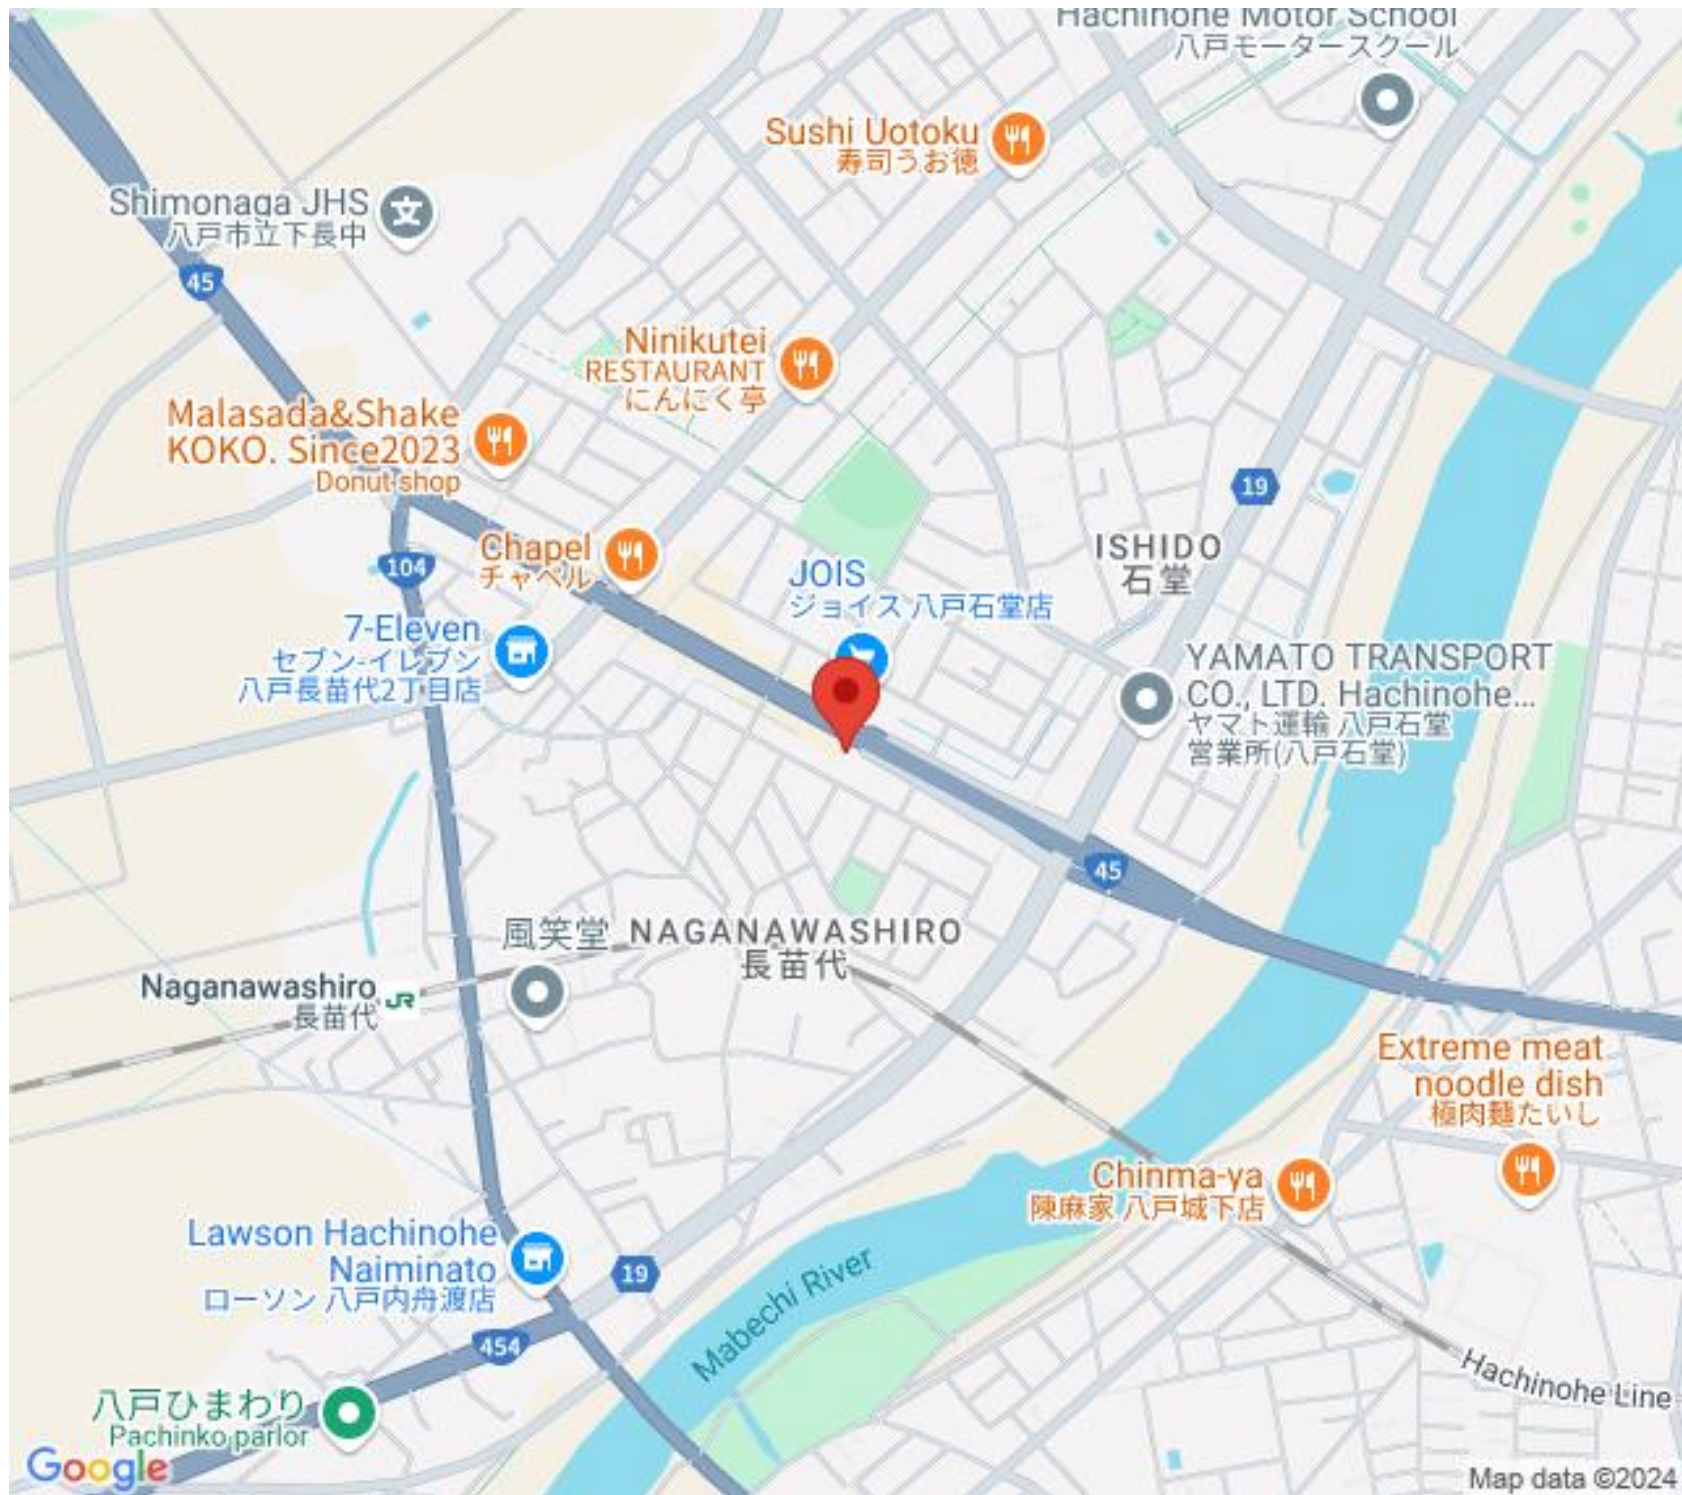 Hachinohe Motor School
八戸モータースクール
Sushi Uotoku
寿司うお徳
Shimonaga JHS
八戸市立下長中
45
Ninikutei
RESTAURANT
にんにく亭
Malasada&Shake
KOKO. Since2023
Donut shop
19
Chapel
チャペル
104
JOIS
ジョイス 八戸石堂店
ISHIDO
石堂
7-Eleven
セブン-イレブン
八戸長苗代2丁目店
YAMATO TRANSPORT
CO., LTD. Hachinohe...
ヤマト運輸 八戸石堂
営業所(八戸石堂)
45
風笑堂
NAGANAWASHIRO
長苗代
Naganawashiro
長苗代
JR
Extreme meat
noodle dish
極肉麺たいし
Chinma-ya
陳麻家 八戸城下店
Lawson Hachinohe
Naiminato
ローソン 八戸内舟渡店
19
Mabechi River
454
Hachinohe Line
八戸ひまわり
Pachinko parlor
Google
Map data ©2024